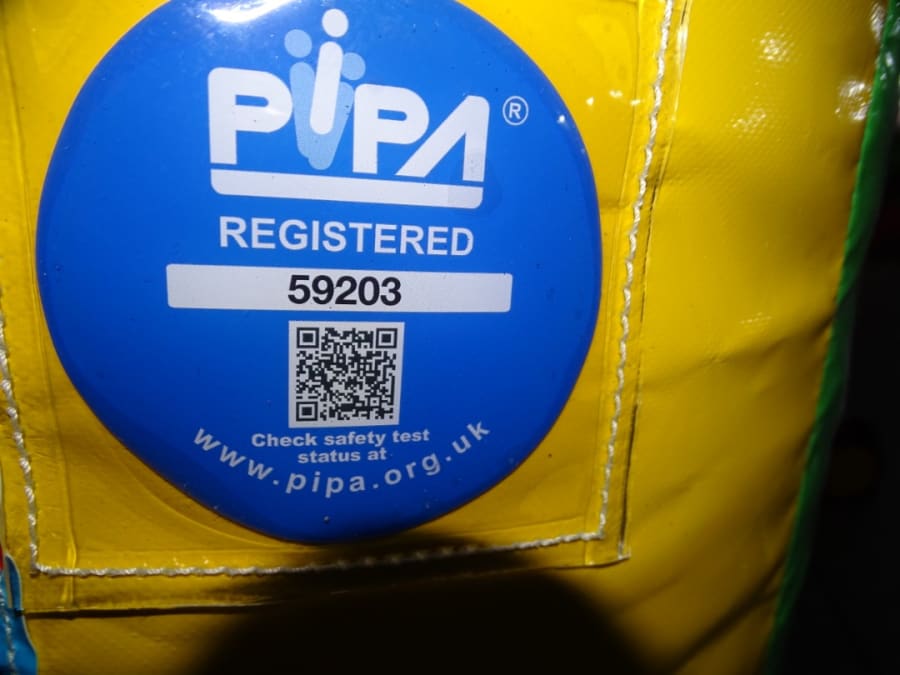 PIPA®
REGISTERED
59203
Check safety test
status at
www.pipa.org.uk